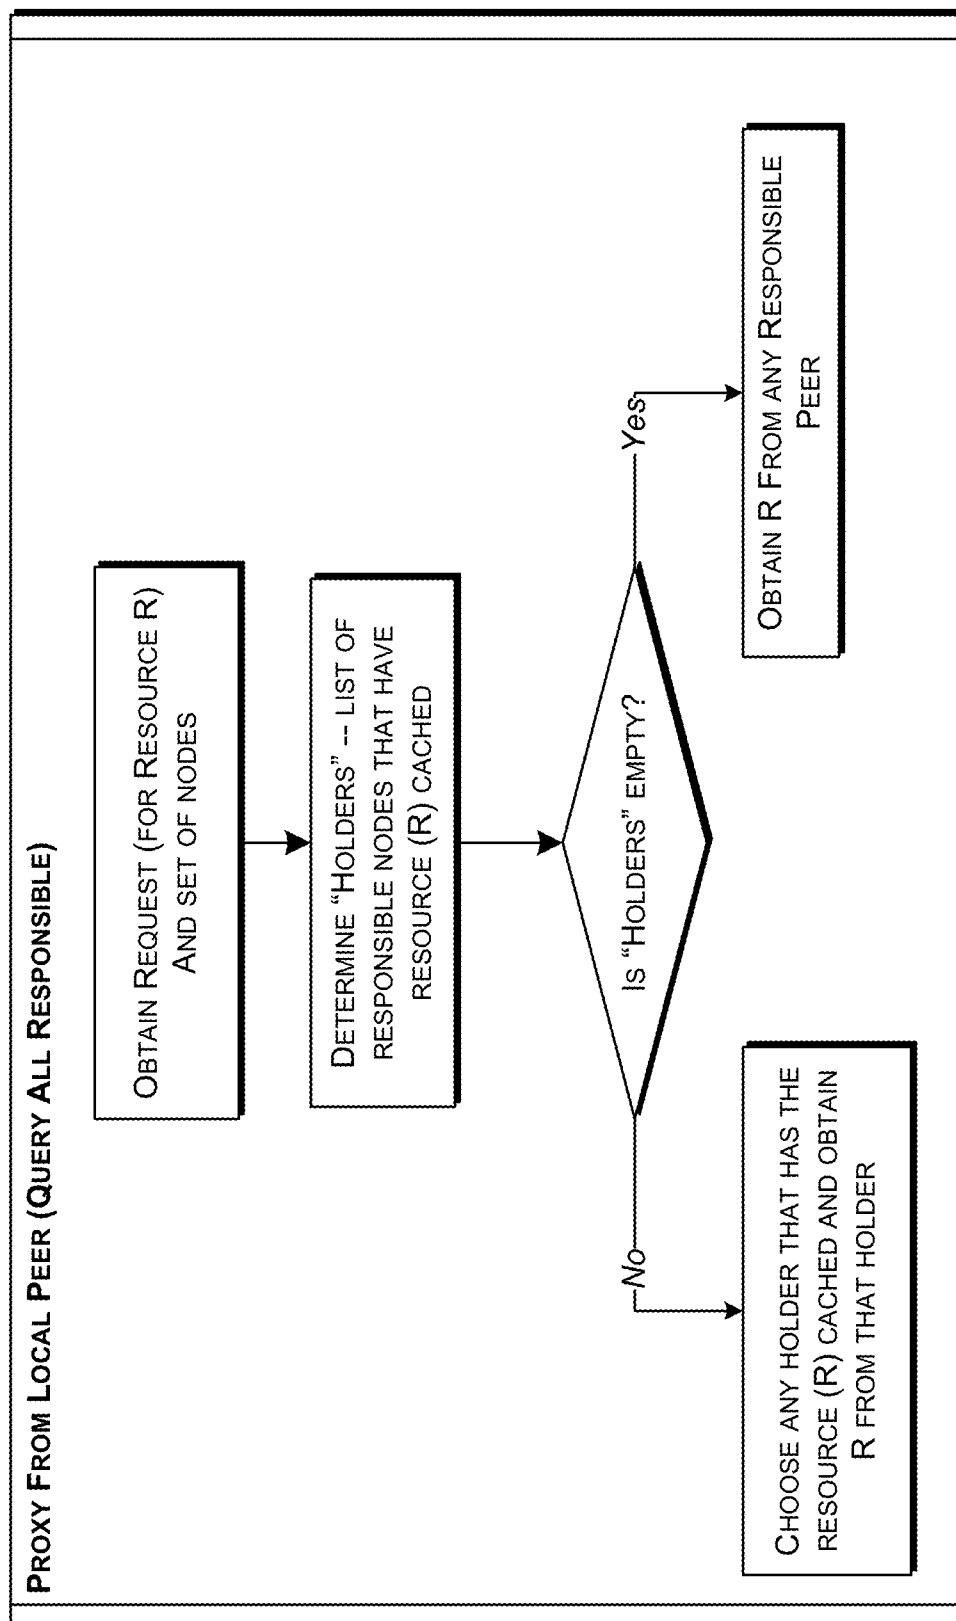 PROXY FROM LOCAL PEER (QUERY ALL RESPONSIBLE)
OBTAIN REQUEST (FOR RESOURCE R)
AND SET OF NODES
DETERMINE “HOLDERS” -- LIST OF
RESPONSIBLE NODES THAT HAVE
RESOURCE (R) CACHED
IS “HOLDERS” EMPTY?
No
Yes
CHOOSE ANY HOLDER THAT HAS THE
RESOURCE (R) CACHED AND OBTAIN
R FROM THAT HOLDER
OBTAIN R FROM ANY RESPONSIBLE
PEER